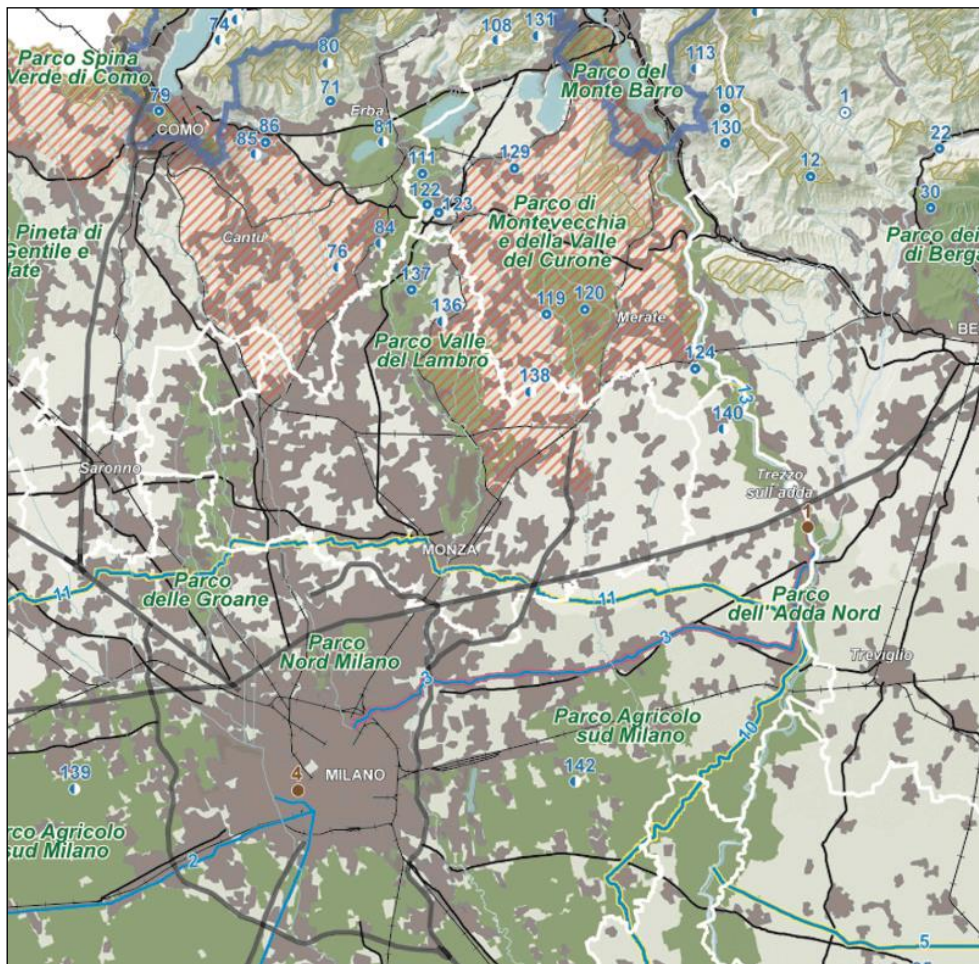 74
108
131
80
113
Parco Spina
Verde di Como
71
Parco del
Monte Barro
79
Erba
107
1
COMO
86
85
81
130
22
129
12
111
122
123
30
Parco di
Montevecchia
e della Valle
del Curone
Pineta di
Gentile e
late
Cantù
84
76
Parco dei
di Berga
137
136
119
120
Merate
BE
Parco Valle
del Lambro
124
138
13
140
Saronno
Trezzo
sull'adda
1
MONZA
11
Parco
delle Groane
11
Parco
dell''Adda Nord
Parco
Nord Milano
3
3
Treviglio
Parco Agricolo
sud Milano
10
139
4
MILANO
142
rco Agricolo
sud Milano
2
5